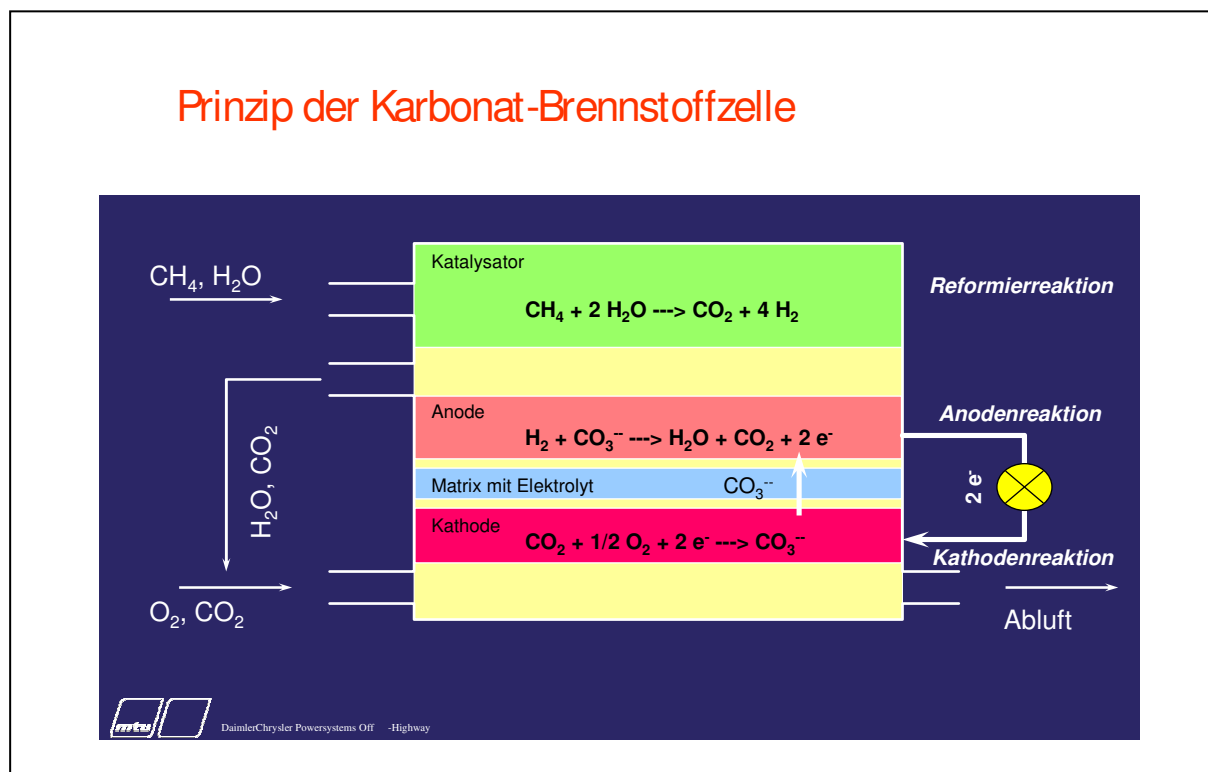 Prinzip der Karbonat-Brennstoffzelle
CH₄, H₂O
Katalysator
CH₄ + 2 H₂O ---> CO₂ + 4 H₂
Reformierreaktion
Anode
H₂ + CO₃⁻⁻ ---> H₂O + CO₂ + 2 e⁻
Anodenreaktion
H₂O, CO₂
Matrix mit Elektrolyt CO₃⁻⁻
2 e⁻
Kathode
CO₂ + 1/2 O₂ + 2 e⁻ ---> CO₃⁻⁻
Kathodenreaktion
O₂, CO₂
Abluft
mtu
DaimlerChrysler Powersystems Off -Highway